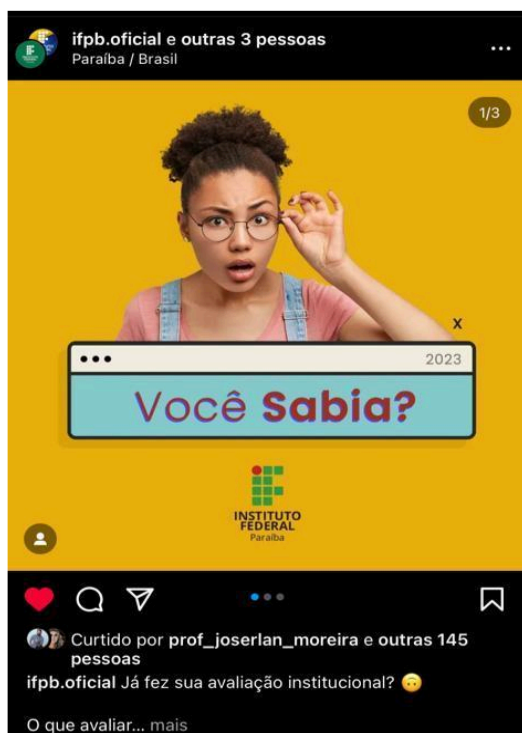 ifpb.oficial e outras 3 pessoas
Paraíba / Brasil
1/3
X
2023
Você Sabia?
INSTITUTO
FEDERAL
Paraíba
Curtido por prof_joserlan_moreira e outras 145
pessoas
ifpb.oficial Já fez sua avaliação institucional? 🙃
O que avaliar... mais